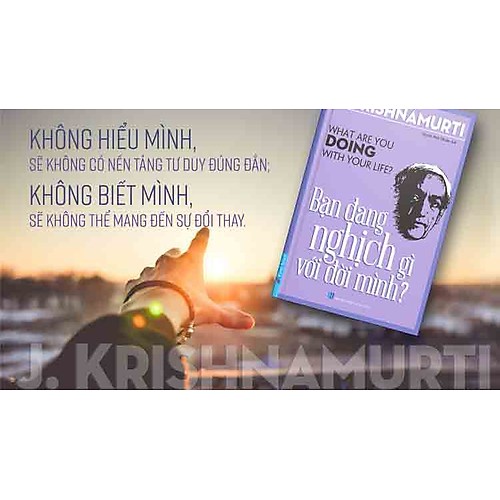 KHÔNG HIỂU MÌNH,
SẼ KHÔNG CÓ NỀN TẢNG TƯ DUY ĐÚNG ĐẮN;
KHÔNG BIẾT MÌNH,
SẼ KHÔNG THỂ MANG ĐẾN SỰ ĐỔI THAY.
KRISHNAMURTI
WHAT ARE YOU
DOING
WITH YOUR LIFE?
Bạn đang
nghịch gì
với đời mình?
J. KRISHNAMURTI